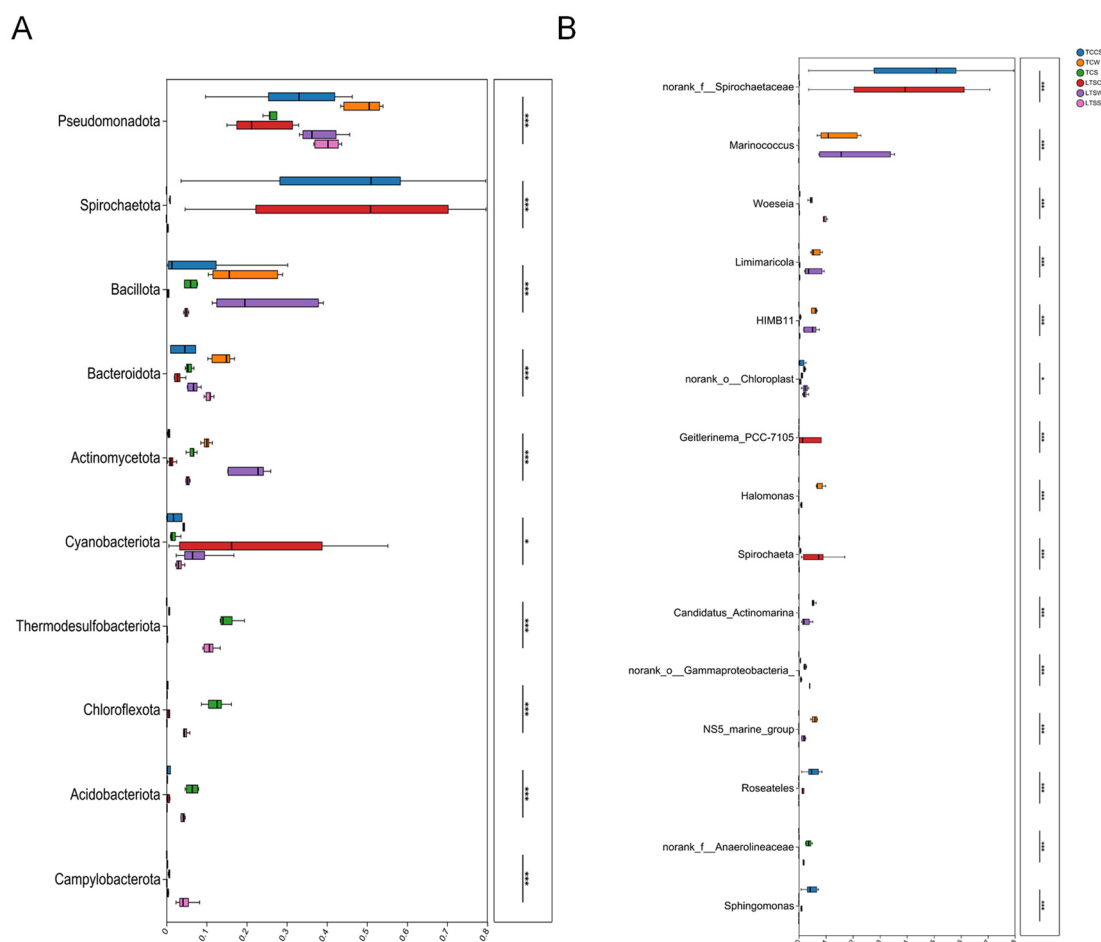 A
B
TCCS
TCW
TCS
LTSC
LTSW
LTSS
Pseudomonadota
***
Spirochaetota
***
Bacillota
***
Bacteroidota
***
Actinomycetota
***
Cyanobacteriota
*
Thermodesulfobacteriota
***
Chloroflexota
***
Acidobacteriota
***
Campylobacterota
***
0 0.1 0.2 0.3 0.4 0.5 0.6 0.7 0.8
norank_f__Spirochaetaceae
***
Marinococcus
***
Woeseia
***
Limimaricola
***
HIMB11
***
norank_o__Chloroplast
*
Geitlerinema_PCC-7105
***
Halomonas
***
Spirochaeta
***
Candidatus_Actinomarina
***
norank_o__Gammaproteobacteria_
***
NS5_marine_group
***
Roseateles
***
norank_f__Anaerolineaceae
***
Sphingomonas
***